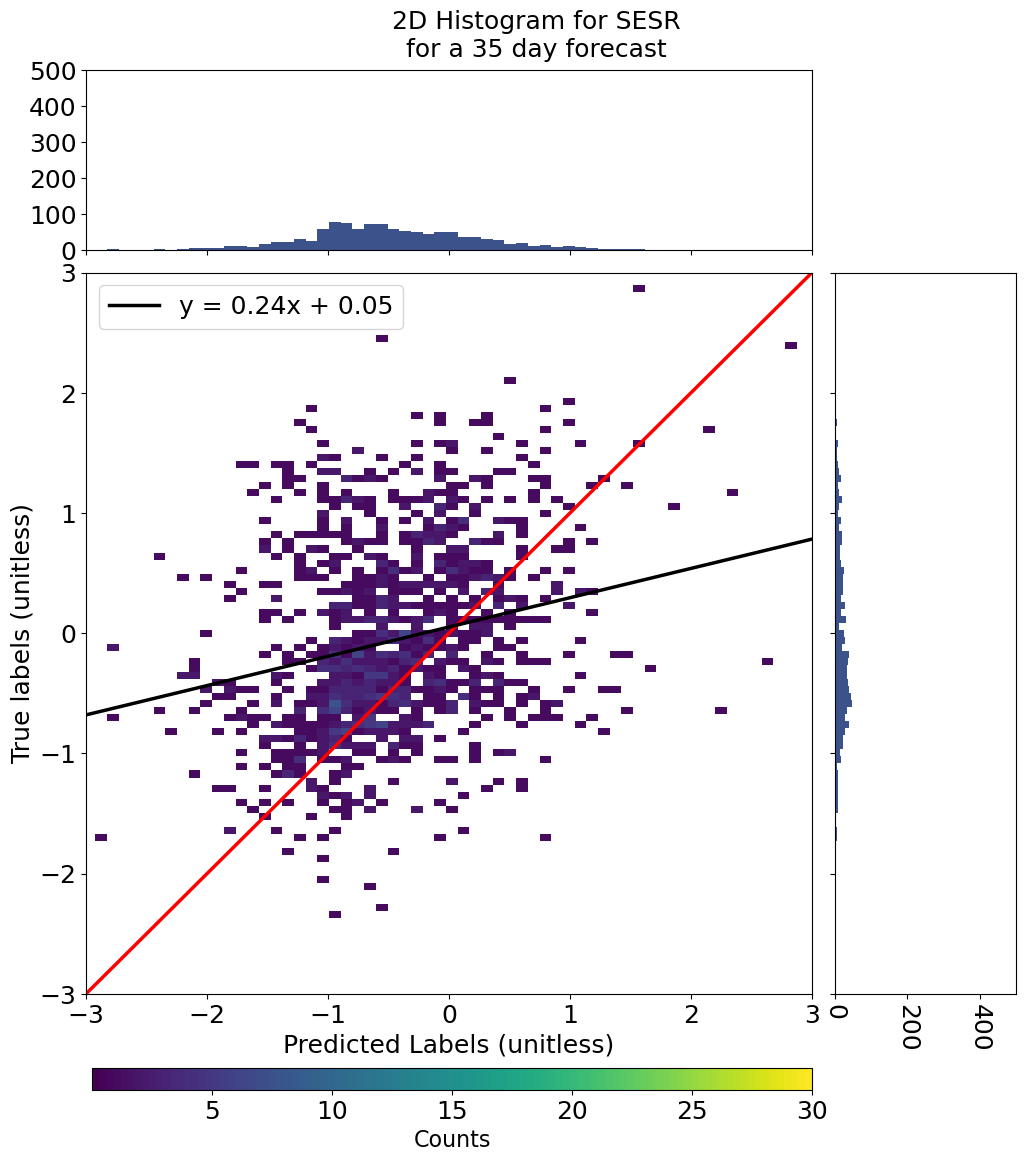 2D Histogram for SESR
for a 35 day forecast
500
400
300
200
100
0
3
2
1
0
−1
−2
−3
True labels (unitless)
y = 0.24x + 0.05
−3 −2 −1 0 1 2 3
Predicted Labels (unitless)
0 200 400
5 10 15 20 25 30
Counts